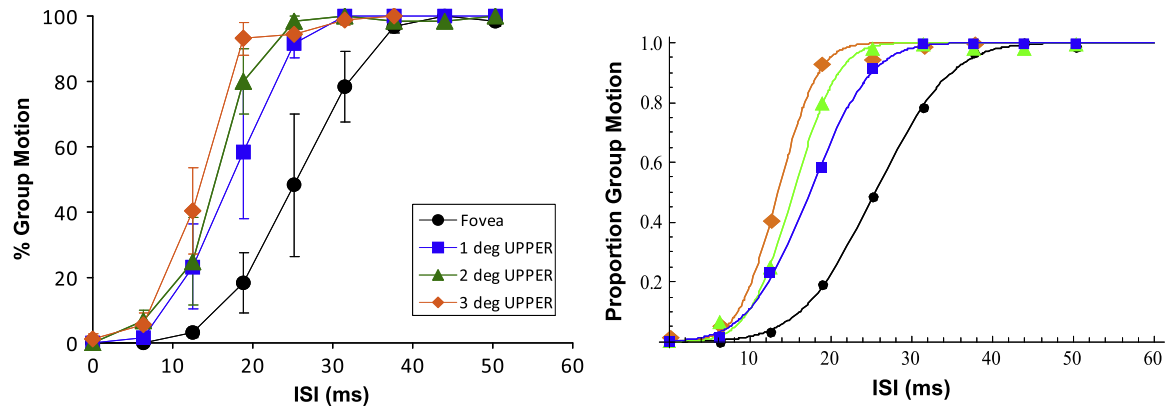 % Group Motion
100
80
60
40
20
0
0 10 20 30 40 50 60
ISI (ms)
Fovea
1 deg UPPER
2 deg UPPER
3 deg UPPER
Proportion Group Motion
1.0
0.8
0.6
0.4
0.2
10 20 30 40 50 60
ISI (ms)